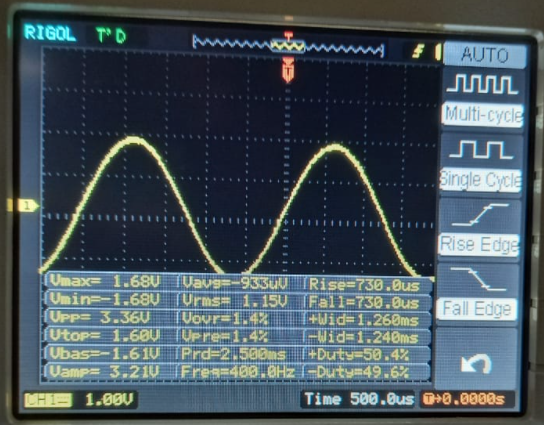 RIGOL T'D
AUTO
Multi-cycle
Single Cycle
Rise Edge
Fall Edge
1
T
Vmax= 1.68V Vavg=-933uV Rise=730.0us
Vmin=-1.68V Vrms= 1.15V Fall=730.0us
Vpp= 3.36V Vovr=1.4% +Wid=1.260ms
Vtop= 1.60V Vpre=1.4% -Wid=1.240ms
Vbas=-1.61V Prd=2.500ms +Duty=50.4%
Vamp= 3.21V Freq=400.0Hz -Duty=49.6%
CH1= 1.00V Time 500.0us T→0.0000s